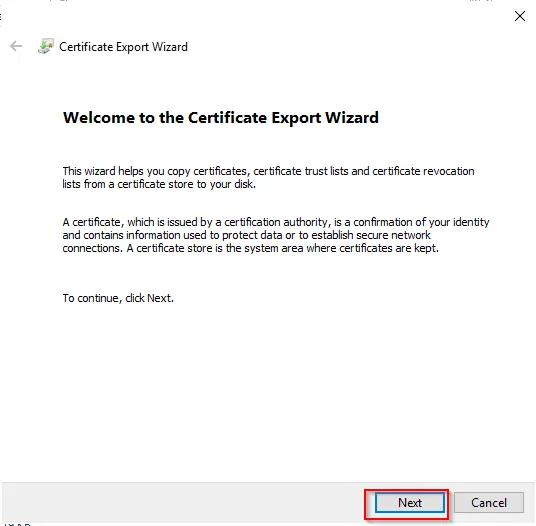 Certificate Export Wizard
Welcome to the Certificate Export Wizard
This wizard helps you copy certificates, certificate trust lists and certificate revocation
lists from a certificate store to your disk.
A certificate, which is issued by a certification authority, is a confirmation of your identity
and contains information used to protect data or to establish secure network
connections. A certificate store is the system area where certificates are kept.
To continue, click Next.
Next
Cancel